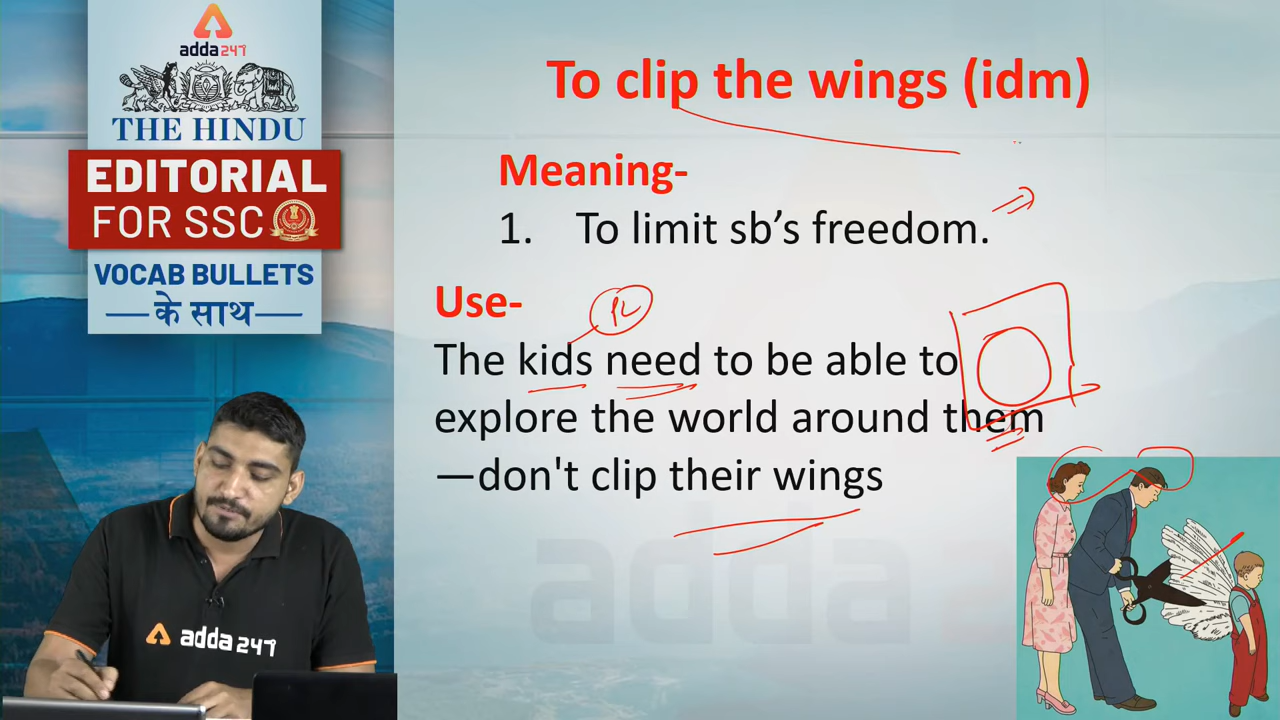 adda247
THE HINDU
EDITORIAL
FOR SSC
VOCAB BULLETS
के साथ
To clip the wings (idm)
Meaning-
1. To limit sb's freedom.
Use-
The kids need to be able to
explore the world around them
—don't clip their wings
adda
adda247